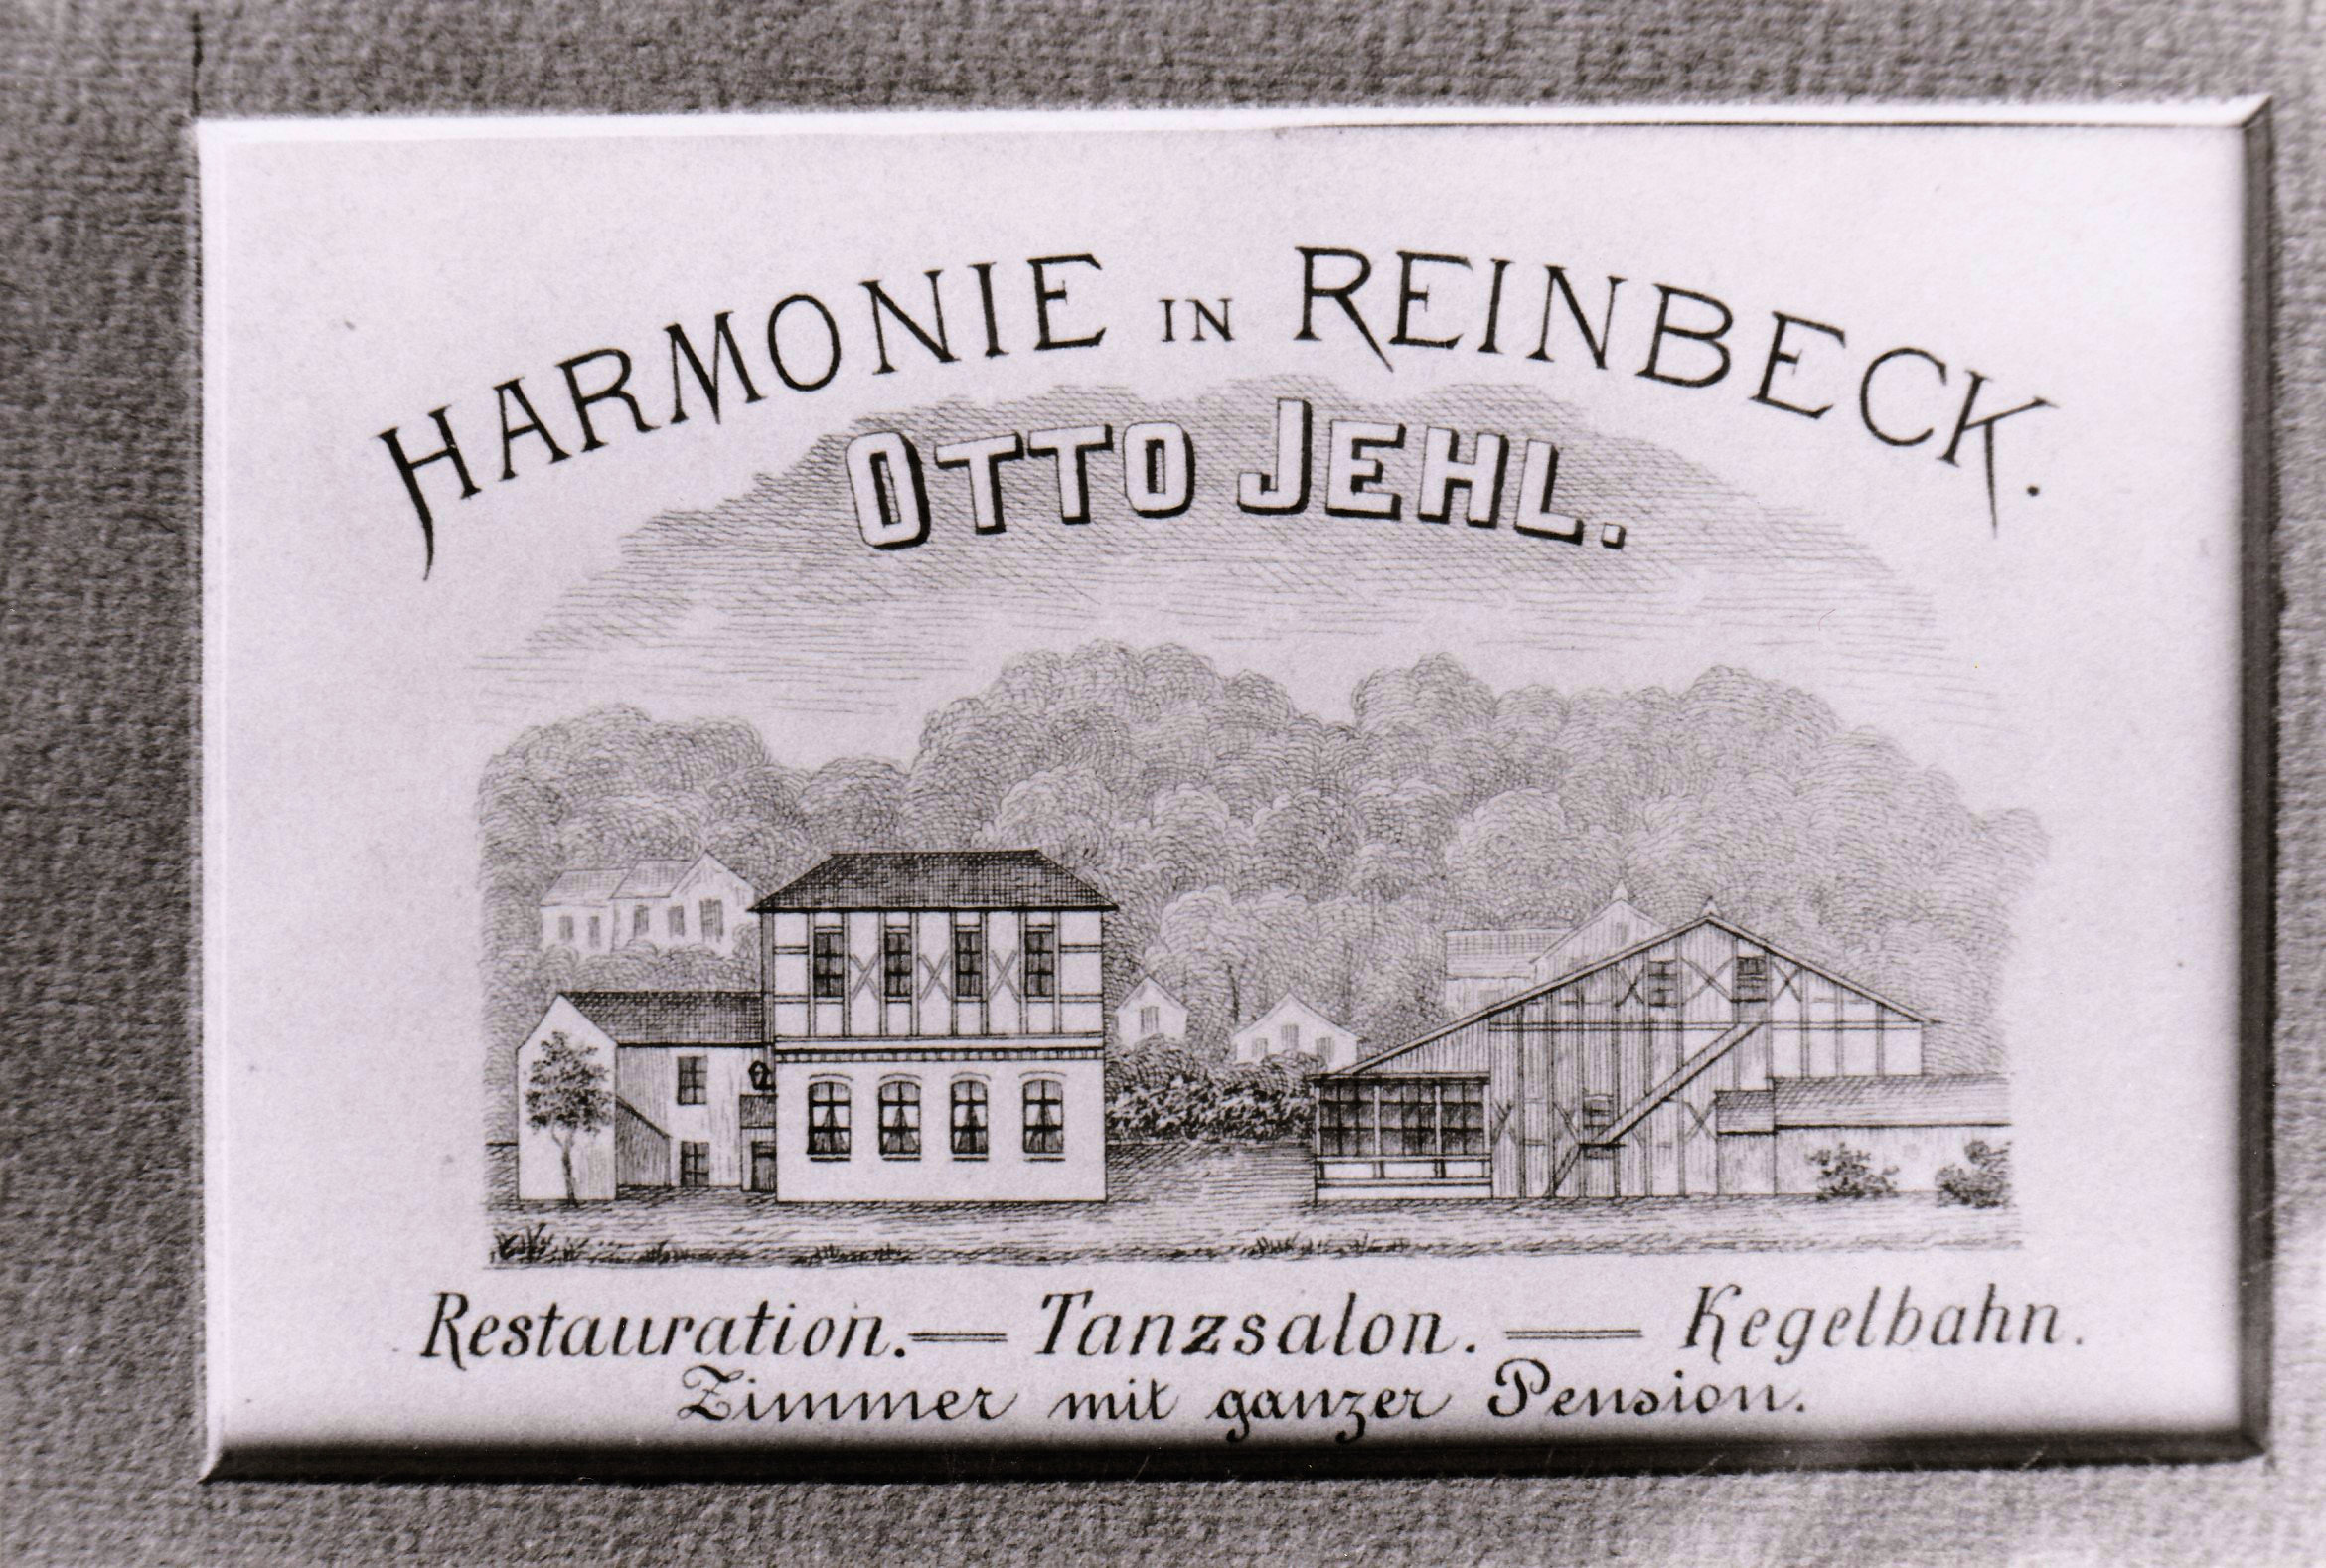 HARMONIE IN REINBECK.
OTTO JEHL.
Restauration. — Tanzsalon. — Kegelbahn.
Zimmer mit ganzer Pension.